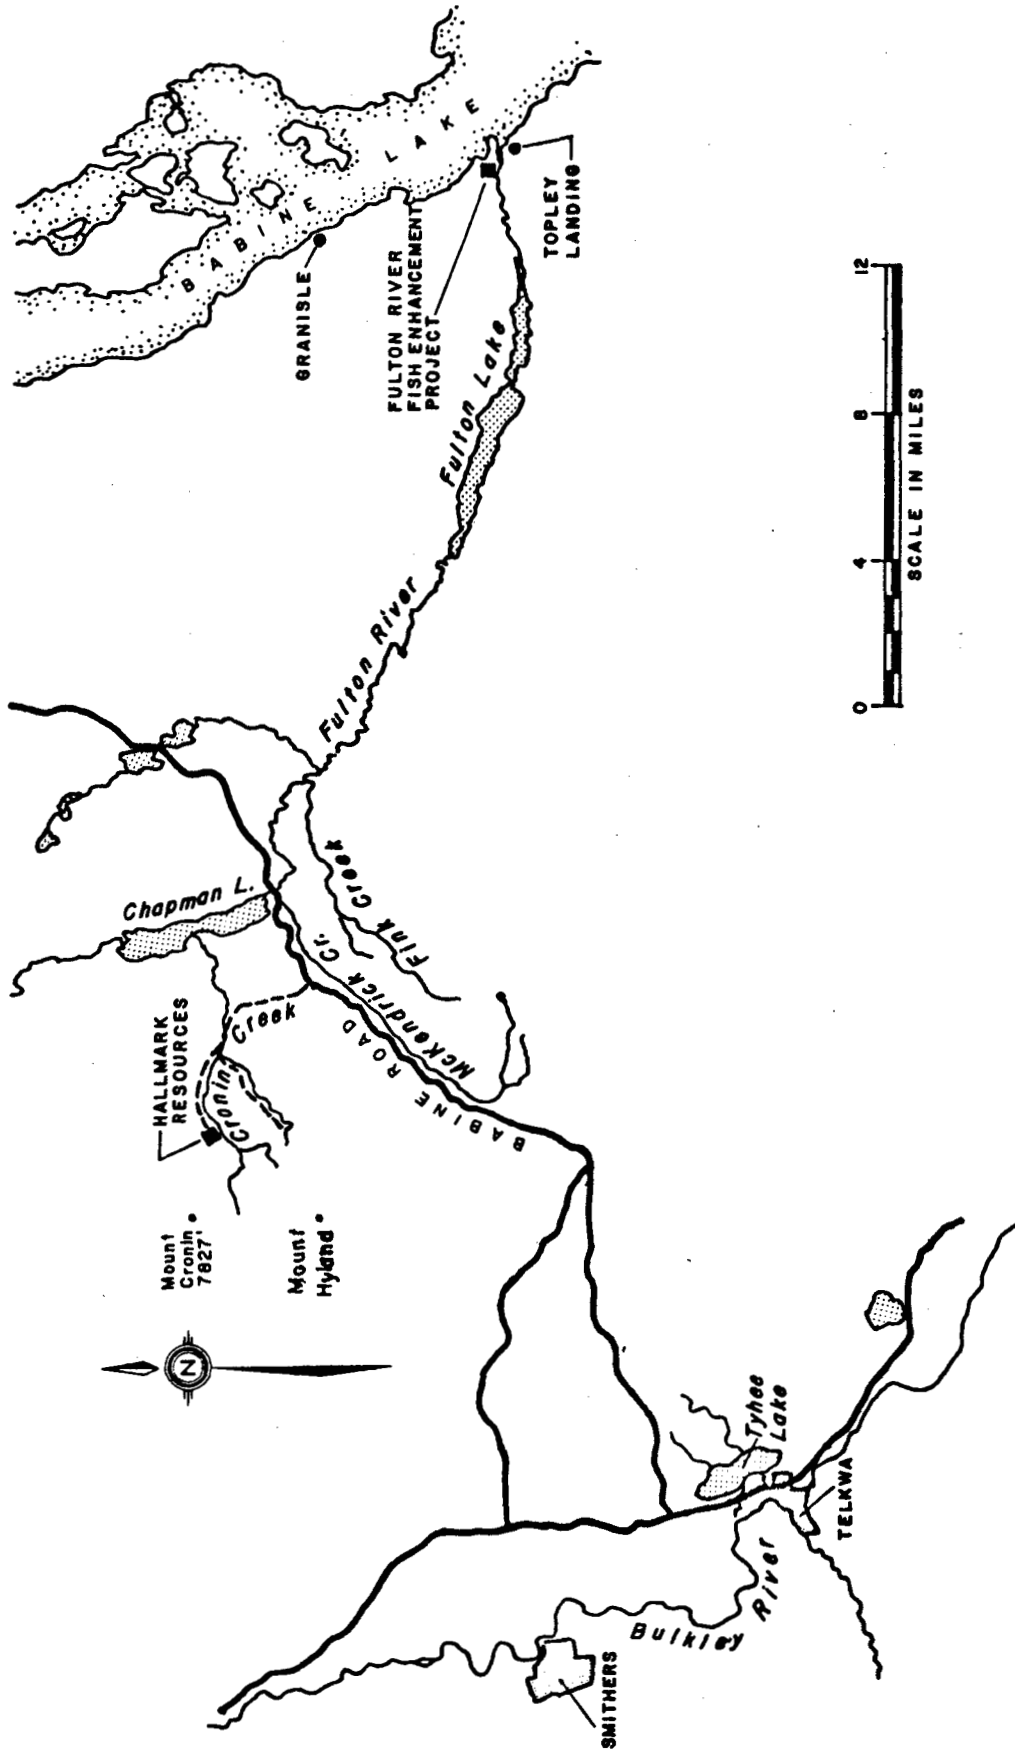 BABINE LAKE
GRANISLE
FULTON RIVER
FISH ENHANCEMENT
PROJECT
TOPLEY
LANDING
Fulton Lake
Fulton River
Chapman L.
HALLMARK
RESOURCES
Cronin Creek
Fink Creek
McKendrick Cr.
BABINE ROAD
Mount
Cronin
7827'
Mount
Hyland
N
Tyhee
Lake
TELKWA
Bulkley River
SMITHERS
0 4 8 12
SCALE IN MILES